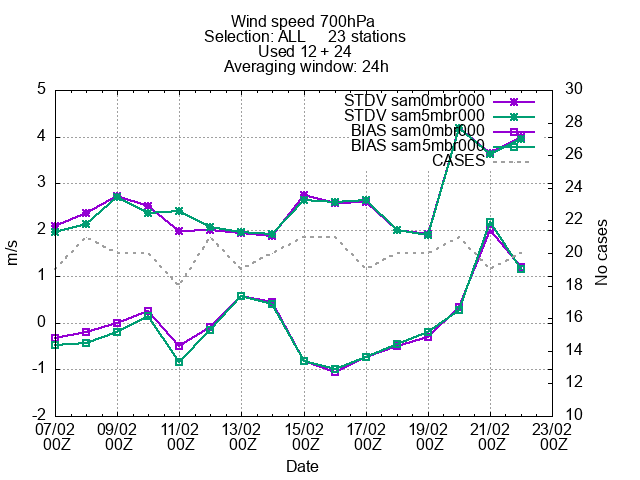 Wind speed 700hPa
Selection: ALL 23 stations
Used 12 + 24
Averaging window: 24h
5
4
3
2
1
0
-1
-2
m/s
30
28
26
24
22
20
18
16
14
12
10
No cases
STDV sam0mbr000
STDV sam5mbr000
BIAS sam0mbr000
BIAS sam5mbr000
CASES
07/02 09/02 11/02 13/02 15/02 17/02 19/02 21/02 23/02
00Z 00Z 00Z 00Z 00Z 00Z 00Z 00Z 00Z
Date